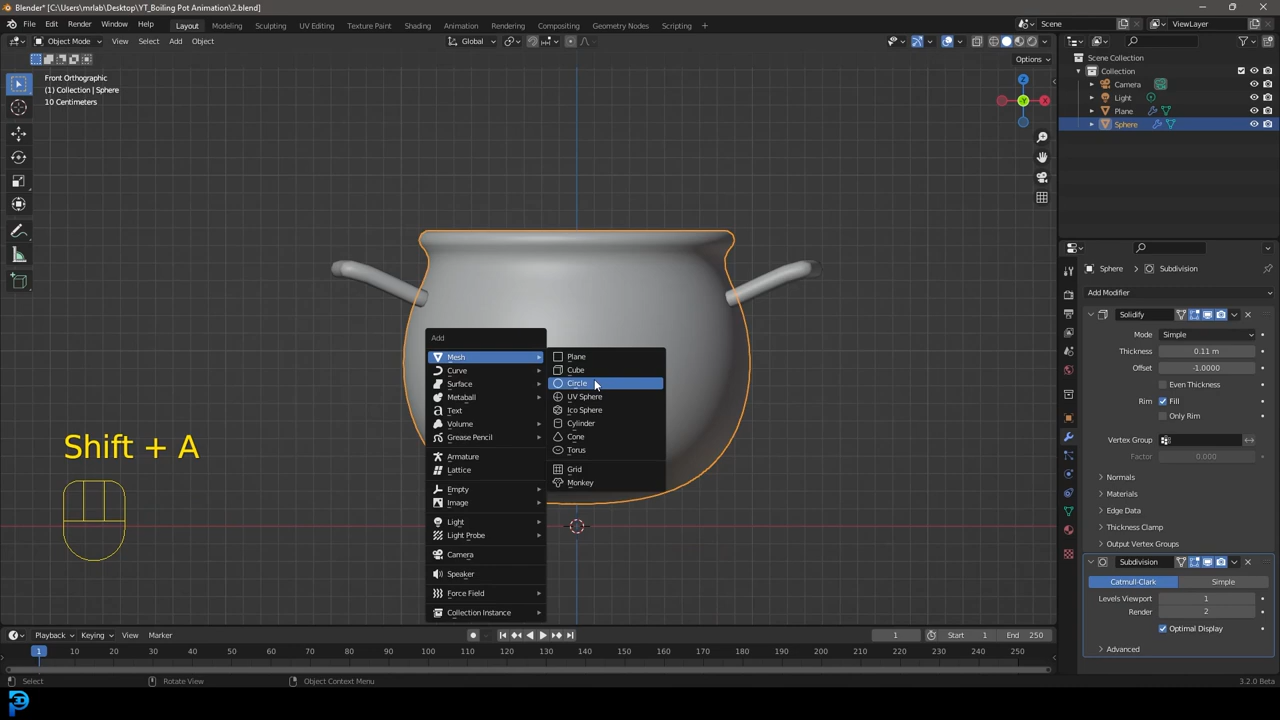 Blender* [C:\Users\mrlab\YT_Boiling Pot Animation\2.blend]
File Edit Render Window Help
Layout Modeling Sculpting UV Editing Texture Paint Shading Animation Rendering Compositing Geometry Nodes Scripting
Scene ViewLayer
Object Mode View Select Add Object Global
Options
Front Orthographic
(1) Collection | Sphere
10 Centimeters
Scene Collection
Collection
Camera
Light
Plane
Sphere
Sphere Subdivision
Add Modifier
Solidify
Mode Simple
Thickness 0.11 m
Offset -1.0000
Even Thickness
Rim Fill
Only Rim
Vertex Group
Factor 0.000
Normals
Materials
Edge Data
Thickness Clamp
Output Vertex Groups
Subdivision
Catmull-Clark Simple
Levels Viewport 1
Render 2
Optimal Display
Advanced
Add
Mesh
Curve
Surface
Metaball
Text
Volume
Grease Pencil
Armature
Lattice
Empty
Image
Light
Light Probe
Camera
Speaker
Force Field
Collection Instance
Plane
Cube
Circle
UV Sphere
Ico Sphere
Cylinder
Cone
Torus
Grid
Monkey
Shift + A
Playback Keying View Marker 1 Start 1 End 250
1 10 20 30 40 50 60 70 80 90 100 110 120 130 140 150 160 170 180 190 200 210 220 230 240 250
Select Rotate View Object Context Menu 3.2.0 Beta